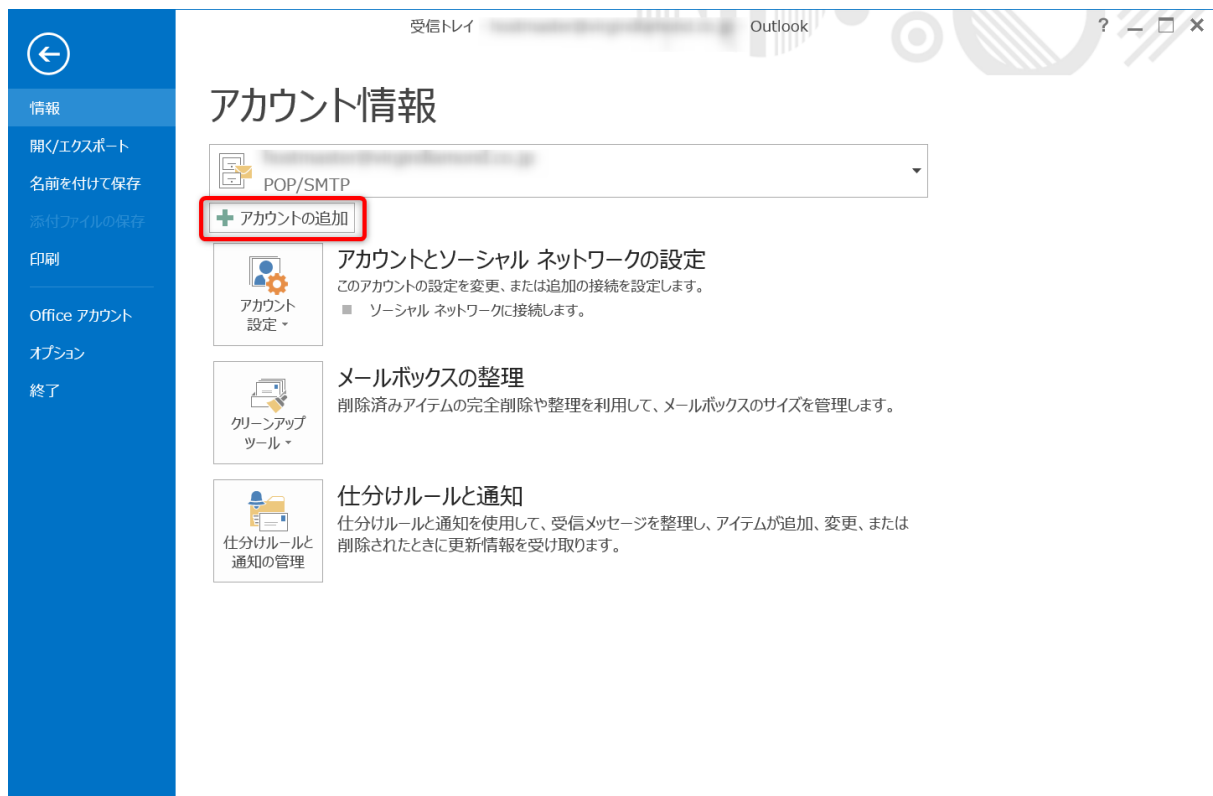 受信トレイ Outlook ?
情報
開く/エクスポート
名前を付けて保存
添付ファイルの保存
印刷
Office アカウント
オプション
終了
アカウント情報
POP/SMTP
アカウントの追加
アカウント
設定
アカウントとソーシャル ネットワークの設定
このアカウントの設定を変更、または追加の接続を設定します。
ソーシャル ネットワークに接続します。
クリーンアップ
ツール
メールボックスの整理
削除済みアイテムの完全削除や整理を利用して、メールボックスのサイズを管理します。
仕分けルールと
通知の管理
仕分けルールと通知
仕分けルールと通知を使用して、受信メッセージを整理し、アイテムが追加、変更、または
削除されたときに更新情報を受け取ります。